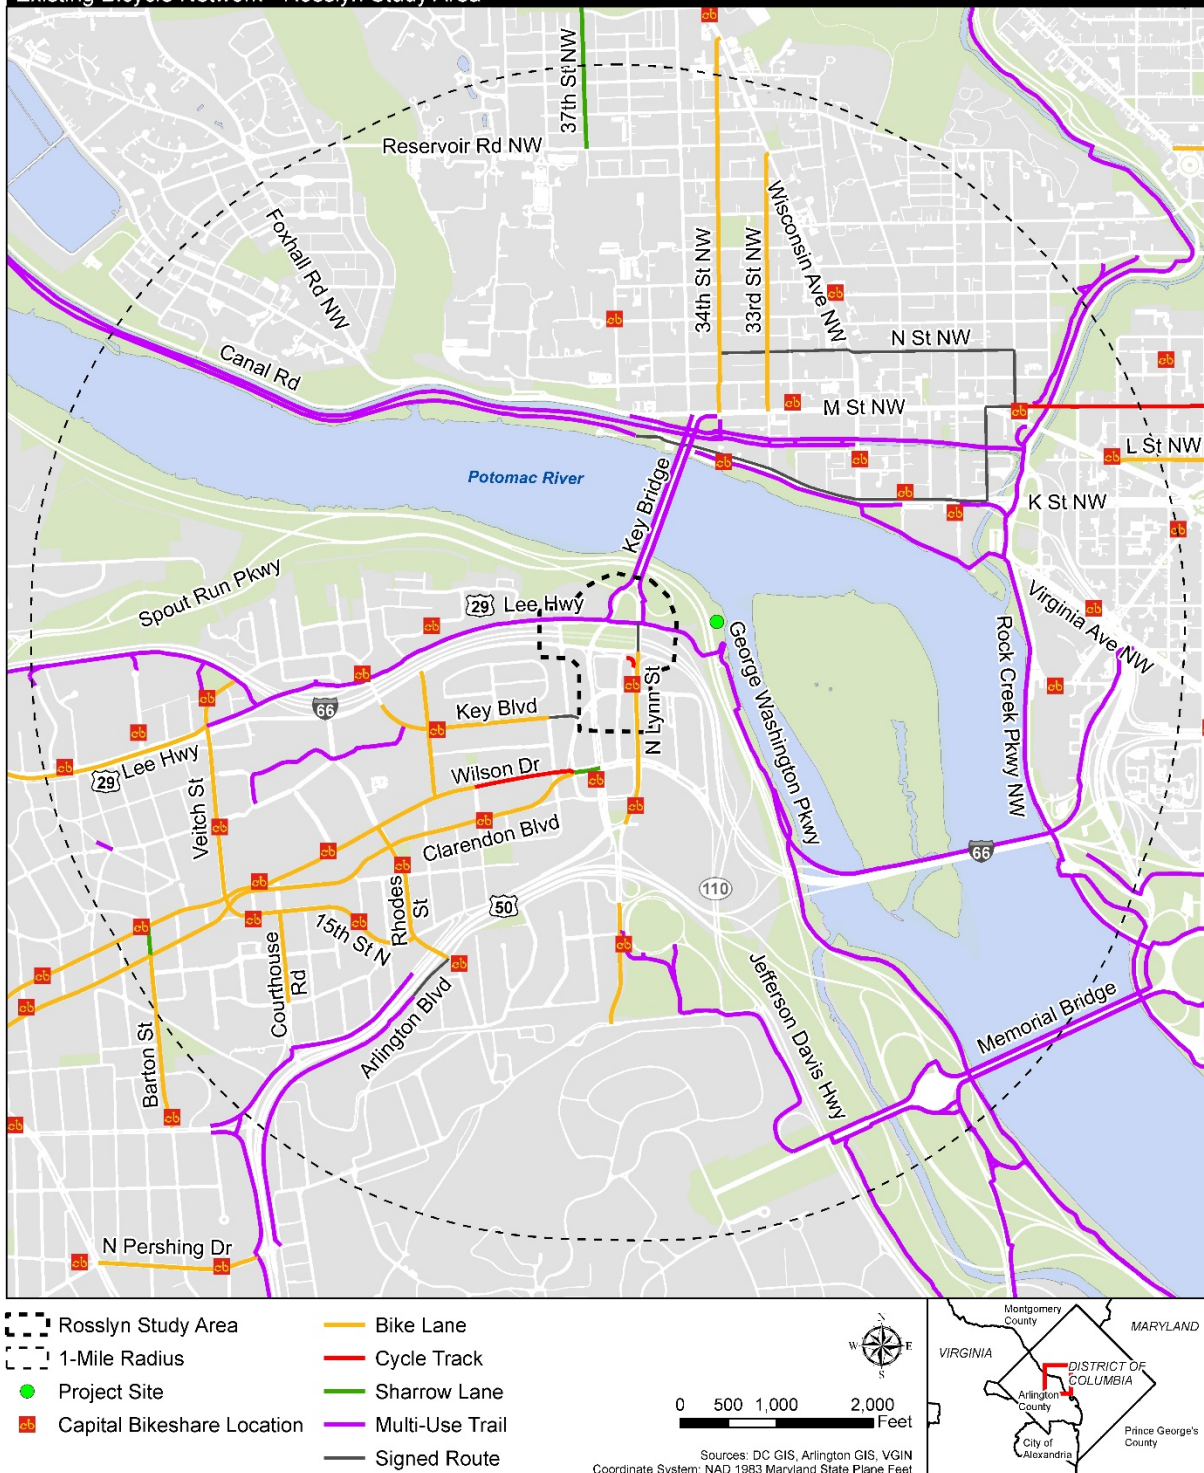 Existing Bicycle Network - Rosslyn Study Area
37th St NW
Reservoir Rd NW
Foxhall Rd NW
34th St NW
33rd St NW
Wisconsin Ave NW
N St NW
Canal Rd
M St NW
L St NW
Potomac River
Key Bridge
K St NW
Spout Run Pkwy
29 Lee Hwy
Virginia Ave NW
George Washington Pkwy
Rock Creek Pkwy NW
66
Key Blvd
N Lynn St
29 Lee Hwy
Wilson Dr
Veitch St
Clarendon Blvd
66
110
Rhodes St
50
15th St N
Courthouse Rd
Barton St
Arlington Blvd
Jefferson Davis Hwy
Memorial Bridge
N Pershing Dr
Rosslyn Study Area
1-Mile Radius
Project Site
cb Capital Bikeshare Location
Bike Lane
Cycle Track
Sharrow Lane
Multi-Use Trail
Signed Route
N
W E
S
0 500 1,000 2,000
Feet
Sources: DC GIS, Arlington GIS, VGIN
Coordinate System: NAD 1983 Maryland State Plane Feet
Montgomery
County
MARYLAND
VIRGINIA
DISTRICT OF
COLUMBIA
Arlington
County
Prince George's
County
City of
Alexandria